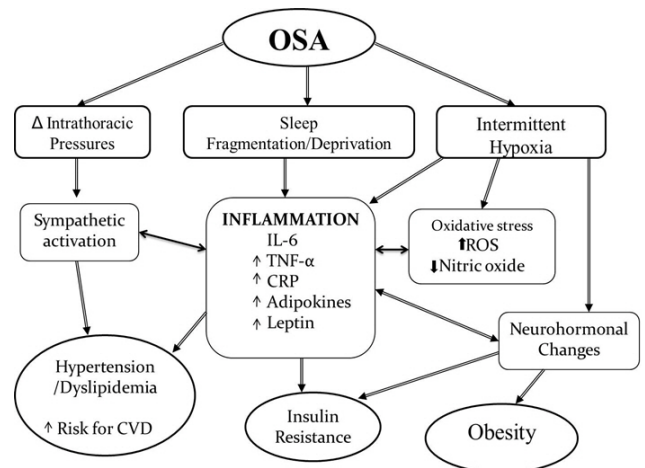 OSA
Δ Intrathoracic
Pressures
Sleep
Fragmentation/Deprivation
Intermittent
Hypoxia
Sympathetic
activation
INFLAMMATION
IL-6
↑ TNF-α
↑ CRP
↑ Adipokines
↑ Leptin
Oxidative stress
⬆ROS
⬇Nitric oxide
Neurohormonal
Changes
Hypertension
/Dyslipidemia
↑ Risk for CVD
Insulin
Resistance
Obesity